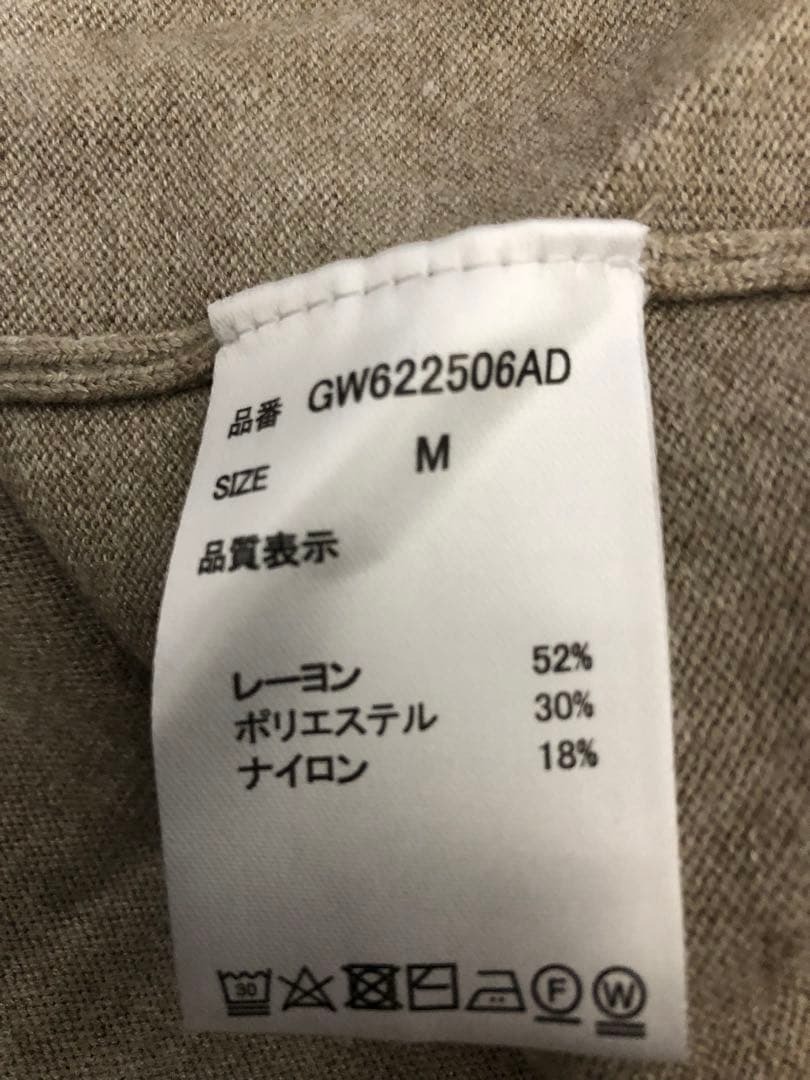 品番 GW622506AD
SIZE M
品質表示
レーヨン 52%
ポリエステル 30%
ナイロン 18%
30 F W